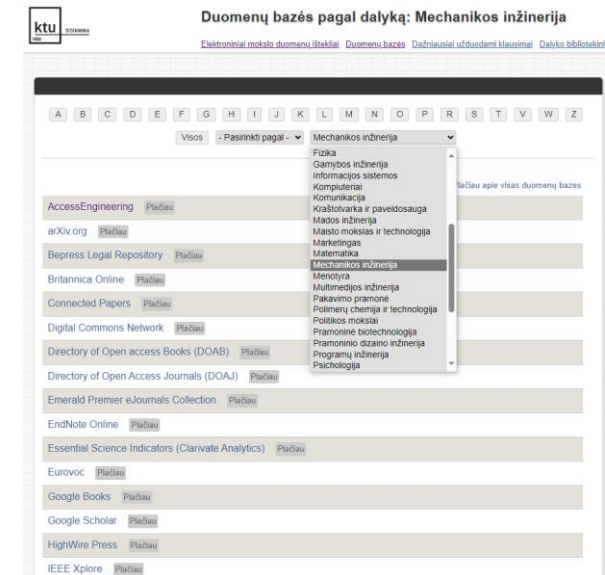 ktu
1922
biblioteka
Duomenų bazės pagal dalyką: Mechanikos inžinerija
Elektroniniai mokslo duomenų ištekliai Duomenų bazės Dažniausiai užduodami klausimai Dalyko bibliotekini
A B C D E F G H I J K L M N O P R S T V W Z
Visos - Pasirinkti pagal - Mechanikos inžinerija
Fizika
Gamybos inžinerija
Informacijos sistemos
Kompiuteriai
Komunikacija
Kraštotvarka ir paveldosauga
Mados inžinerija
Maisto mokslas ir technologija
Marketingas
Matematika
Mechanikos inžinerija
Menotyra
Multimedijos inžinerija
Pakavimo pramonė
Polimerų chemija ir technologija
Politikos mokslai
Pramoninė biotechnologija
Pramoninio dizaino inžinerija
Programų inžinerija
Psichologija
Plačiau apie visas duomenų bazes
AccessEngineering Plačiau
arXiv.org Plačiau
Bepress Legal Repository Plačiau
Britannica Online Plačiau
Connected Papers Plačiau
Digital Commons Network Plačiau
Directory of Open access Books (DOAB) Plačiau
Directory of Open Access Journals (DOAJ) Plačiau
Emerald Premier eJournals Collection Plačiau
EndNote Online Plačiau
Essential Science Indicators (Clarivate Analytics) Plačiau
Eurovoc Plačiau
Google Books Plačiau
Google Scholar Plačiau
HighWire Press Plačiau
IEEE Xplore Plačiau